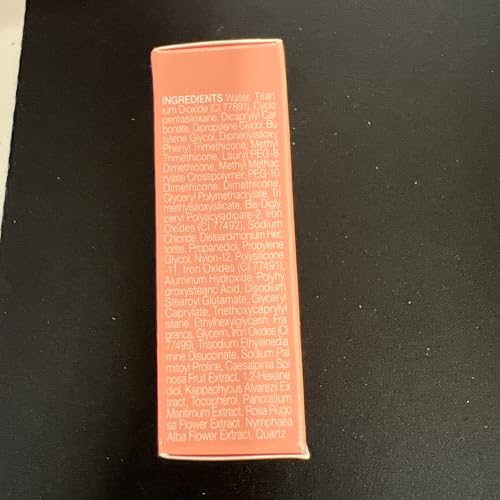 INGREDIENTS Water, Titan
ium Dioxide (CI 77891), Cyclo
pentasiloxane, Dicaprylyl Car
bonate, Dipropylene Glycol, Bu
tylene Glycol, Diphenylsiloxy
Phenyl Trimethicone, Methyl
Trimethicone, Lauryl PEG-8
Dimethicone, Methyl Methac
rylate Crosspolymer, PEG-10
Dimethicone, Dimethicone,
Glyceryl Polymethacrylate, Tri
methylsiloxysilicate, Bis-Digly
ceryl Polyacyladipate-2, Iron
Oxides (CI 77492), Sodium
Chloride, Disteardimonium Hec
torite, Propanediol, Propylene
Glycol, Nylon-12, Polysilicone
-11, Iron Oxides (CI 77491),
Aluminum Hydroxide, Polyhy
droxystearic Acid, Disodium
Stearoyl Glutamate, Glyceryl
Caprylate, Triethoxycaprylyl
silane, Ethylhexylglycerin, Fra
grance, Glycerin, Iron Oxides (CI
77499), Trisodium Ethylenedia
mine Disuccinate, Sodium Pal
mitoyl Proline, Caesalpinia Spi
nosa Fruit Extract, 1,2-Hexane
diol, Kappaphycus Alvarezii Ex
tract, Tocopherol, Pancratium
Maritimum Extract, Rosa Rugo
sa Flower Extract, Nymphaea
Alba Flower Extract, Quartz